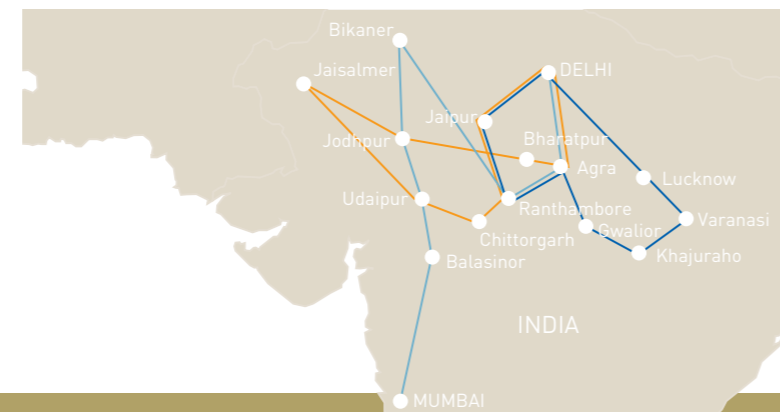 Bikaner
Jaisalmer
DELHI
Jaipur
Jodhpur
Bharatpur
Agra
Lucknow
Udaipur
Ranthambore
Varanasi
Chittorgarh
Gwalior
Khajuraho
Balasinor
INDIA
MUMBAI